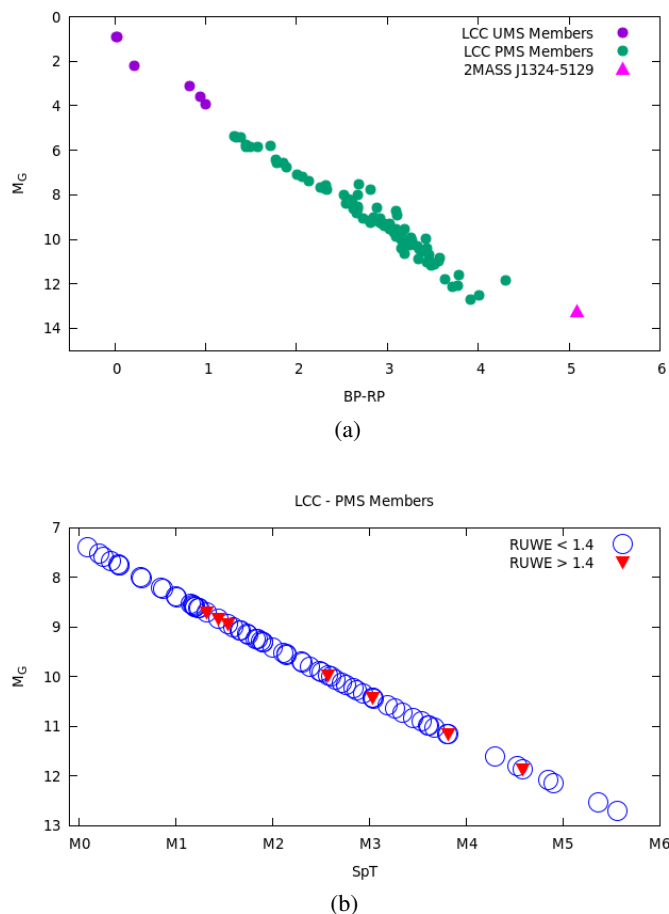 0
2
4
6
8
10
12
14
M_G
LCC UMS Members
LCC PMS Members
2MASS J1324-5129
0 1 2 3 4 5 6
BP-RP
(a)
LCC - PMS Members
7
8
9
10
11
12
13
M_G
RUWE < 1.4
RUWE > 1.4
M0 M1 M2 M3 M4 M5 M6
SpT
(b)